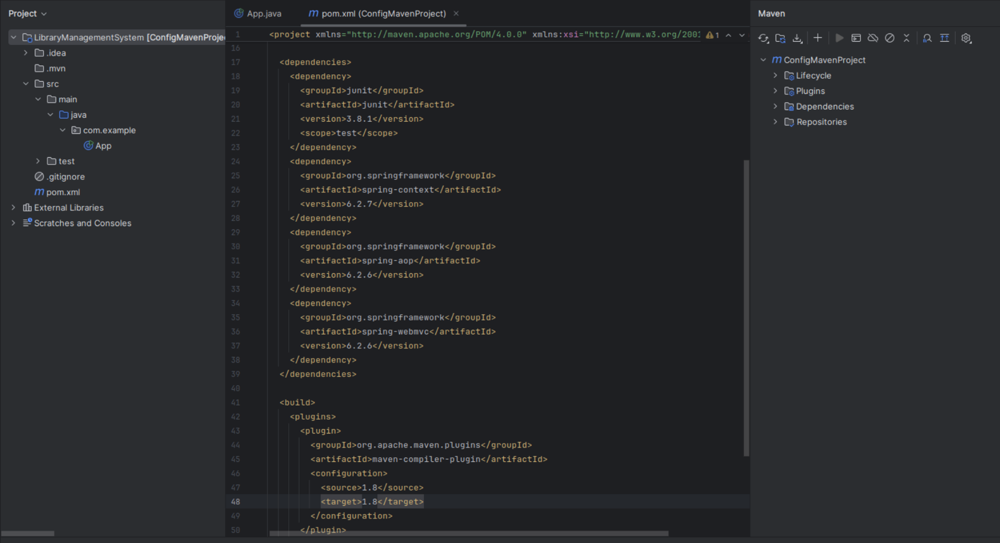 Project
LibraryManagementSystem [ConfigMavenProje
.idea
.mvn
src
main
java
com.example
App
test
.gitignore
m pom.xml
External Libraries
Scratches and Consoles
App.java
m pom.xml (ConfigMavenProject) ×
1 <project xmlns="http://maven.apache.org/POM/4.0.0" xmlns:xsi="http://www.w3.org/2001 1
16
17 <dependencies>
18 <dependency>
19 <groupId>junit</groupId>
20 <artifactId>junit</artifactId>
21 <version>3.8.1</version>
22 <scope>test</scope>
23 </dependency>
24 <dependency>
25 <groupId>org.springframework</groupId>
26 <artifactId>spring-context</artifactId>
27 <version>6.2.7</version>
28 </dependency>
29 <dependency>
30 <groupId>org.springframework</groupId>
31 <artifactId>spring-aop</artifactId>
32 <version>6.2.6</version>
33 </dependency>
34 <dependency>
35 <groupId>org.springframework</groupId>
36 <artifactId>spring-webmvc</artifactId>
37 <version>6.2.6</version>
38 </dependency>
39 </dependencies>
40
41 <build>
42 <plugins>
43 <plugin>
44 <groupId>org.apache.maven.plugins</groupId>
45 <artifactId>maven-compiler-plugin</artifactId>
46 <configuration>
47 <source>1.8</source>
48 <target>1.8</target>
49 </configuration>
50 </plugin>
Maven
m ConfigMavenProject
Lifecycle
Plugins
Dependencies
Repositories